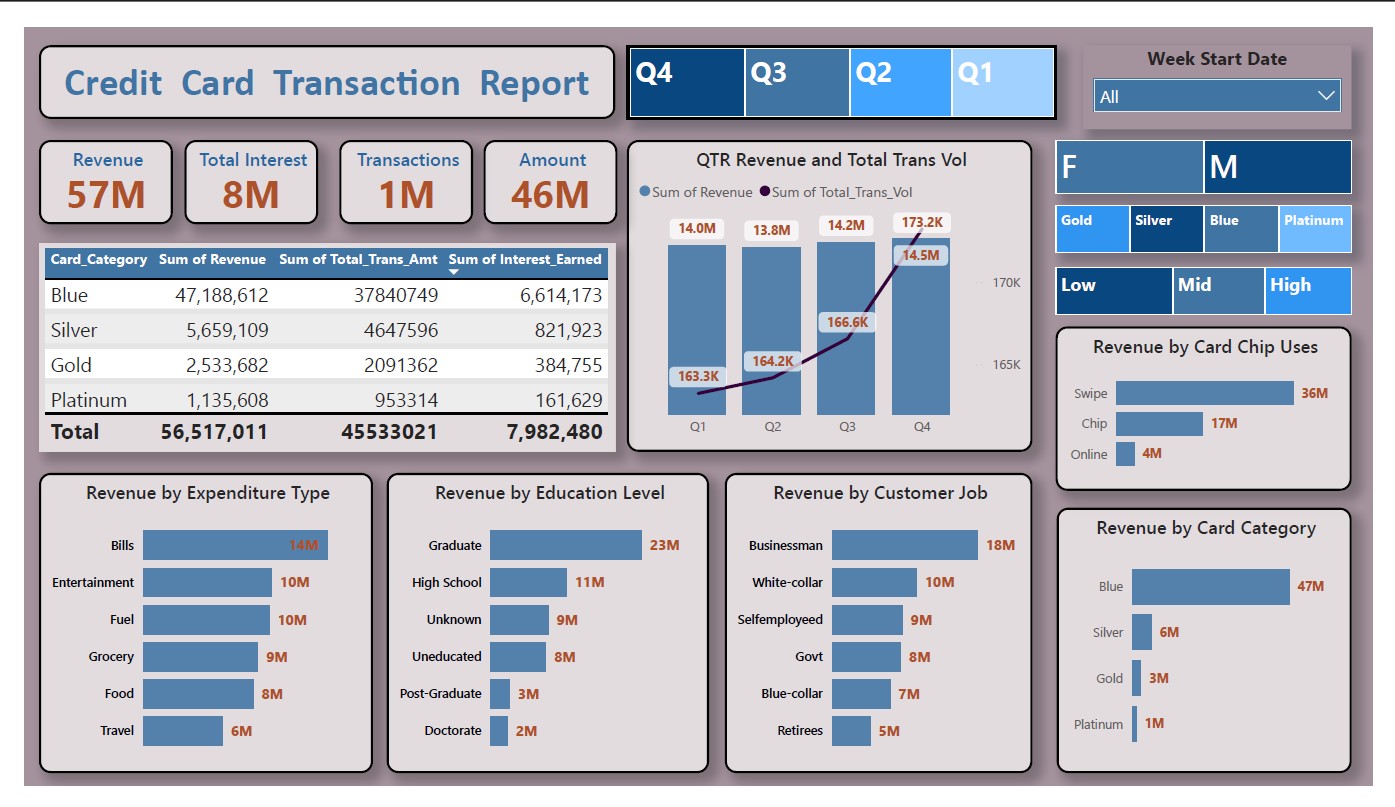 Credit Card Transaction Report
Q4 Q3 Q2 Q1
Week Start Date
All
Revenue
57M
Total Interest
8M
Transactions
1M
Amount
46M
Card_Category Sum of Revenue Sum of Total_Trans_Amt Sum of Interest_Earned
Blue 47,188,612 37840749 6,614,173
Silver 5,659,109 4647596 821,923
Gold 2,533,682 2091362 384,755
Platinum 1,135,608 953314 161,629
Total 56,517,011 45533021 7,982,480
QTR Revenue and Total Trans Vol
Sum of Revenue Sum of Total_Trans_Vol
14.0M 13.8M 14.2M 173.2K
14.5M
170K
166.6K
164.2K
165K
163.3K
Q1 Q2 Q3 Q4
F M
Gold Silver Blue Platinum
Low Mid High
Revenue by Card Chip Uses
Swipe 36M
Chip 17M
Online 4M
Revenue by Expenditure Type
Bills 14M
Entertainment 10M
Fuel 10M
Grocery 9M
Food 8M
Travel 6M
Revenue by Education Level
Graduate 23M
High School 11M
Unknown 9M
Uneducated 8M
Post-Graduate 3M
Doctorate 2M
Revenue by Customer Job
Businessman 18M
White-collar 10M
Selfemployeed 9M
Govt 8M
Blue-collar 7M
Retirees 5M
Revenue by Card Category
Blue 47M
Silver 6M
Gold 3M
Platinum 1M